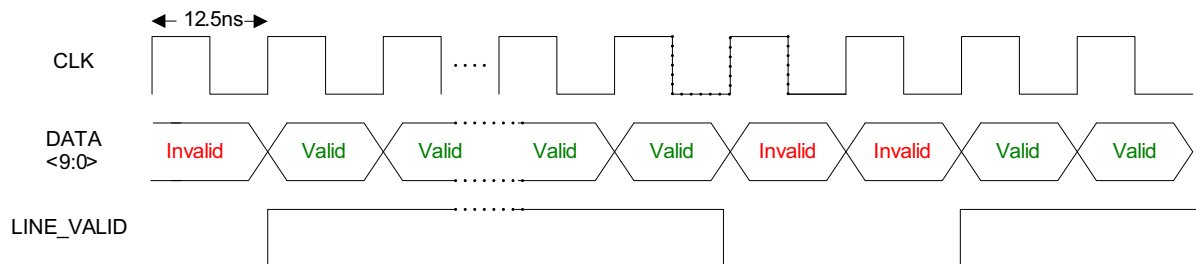 12.5ns
CLK
DATA
<9:0>
Invalid Valid Valid Valid Valid Invalid Invalid Valid Valid
LINE_VALID